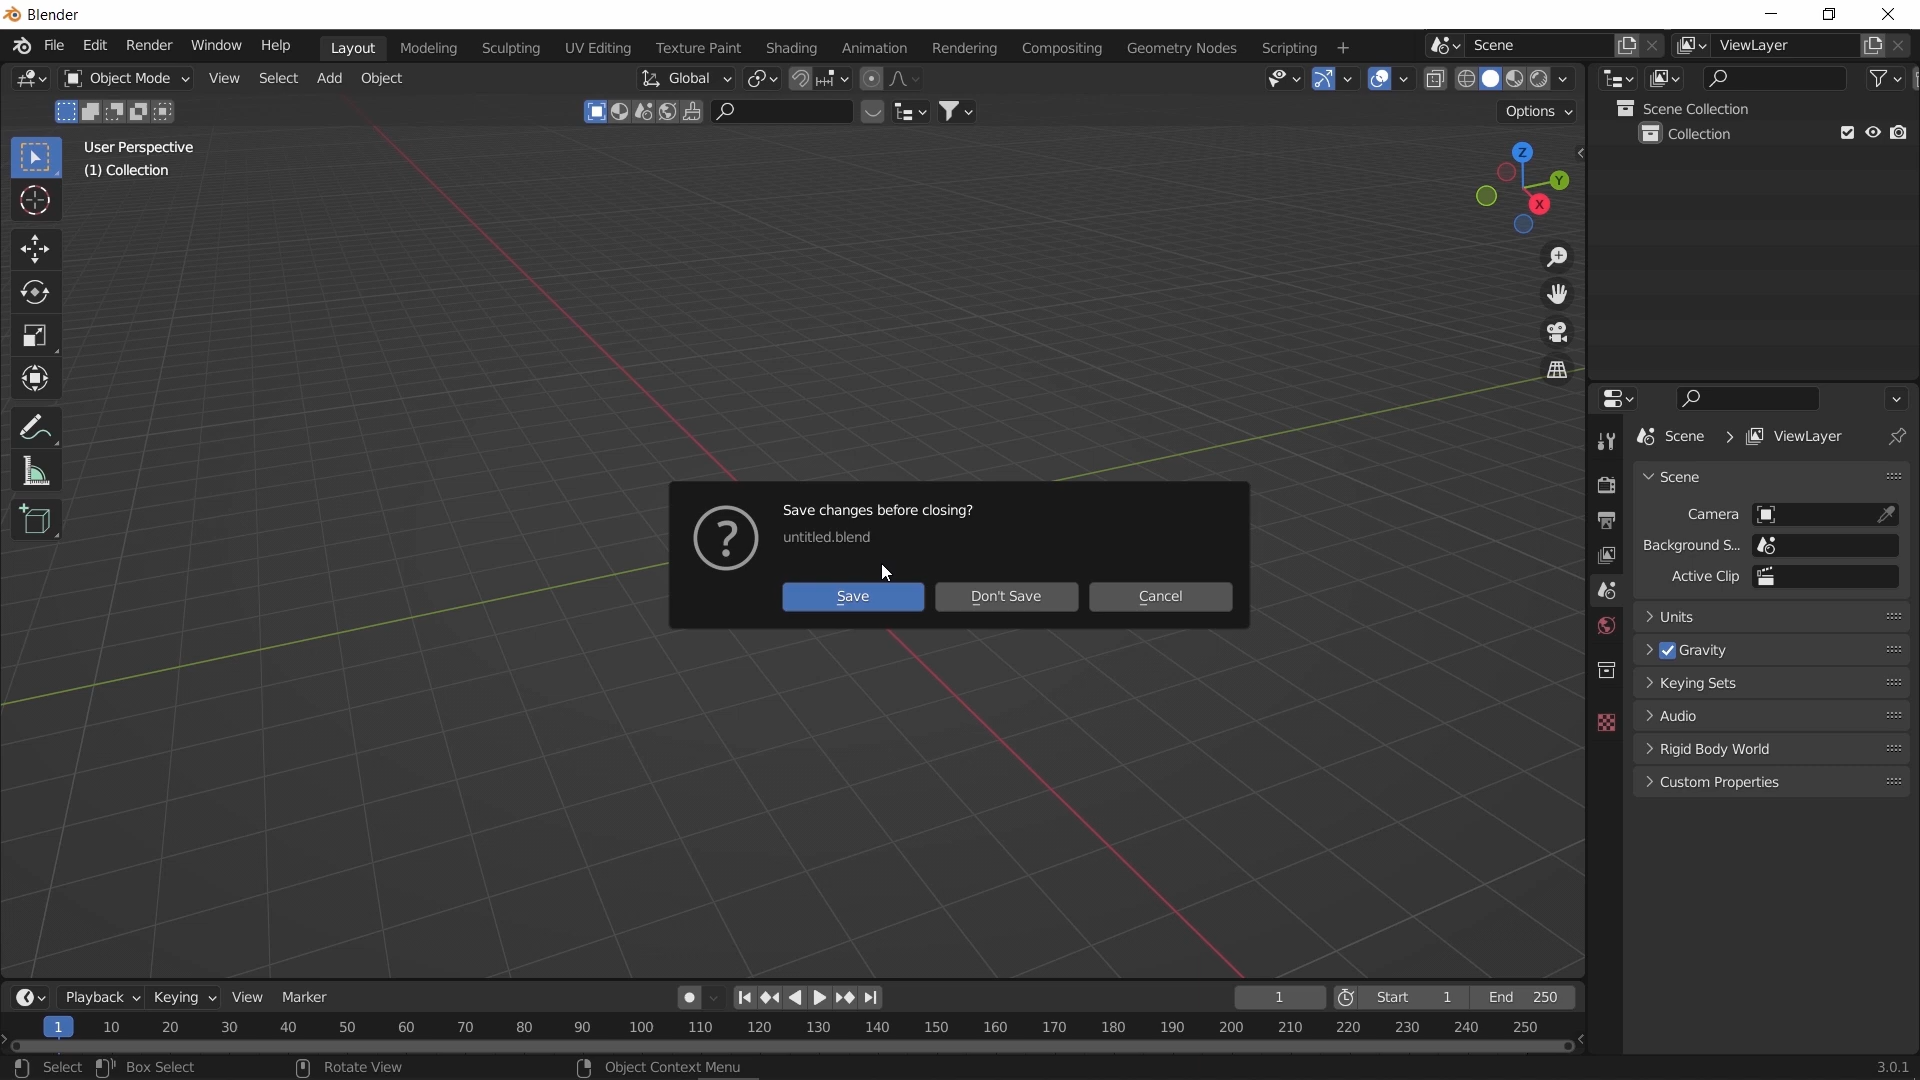 Blender
File Edit Render Window Help Layout Modeling Sculpting UV Editing Texture Paint Shading Animation Rendering Compositing Geometry Nodes Scripting + Scene ViewLayer
Object Mode View Select Add Object Global
Options
User Perspective
(1) Collection
Z
Y
X
Scene Collection
Collection
Scene > ViewLayer
Scene
Camera
Background S...
Active Clip
Units
Gravity
Keying Sets
Audio
Rigid Body World
Custom Properties
?
Save changes before closing?
untitled.blend
Save Don't Save Cancel
Playback Keying View Marker 1 Start 1 End 250
1 10 20 30 40 50 60 70 80 90 100 110 120 130 140 150 160 170 180 190 200 210 220 230 240 250
Select Box Select Rotate View Object Context Menu 3.0.1